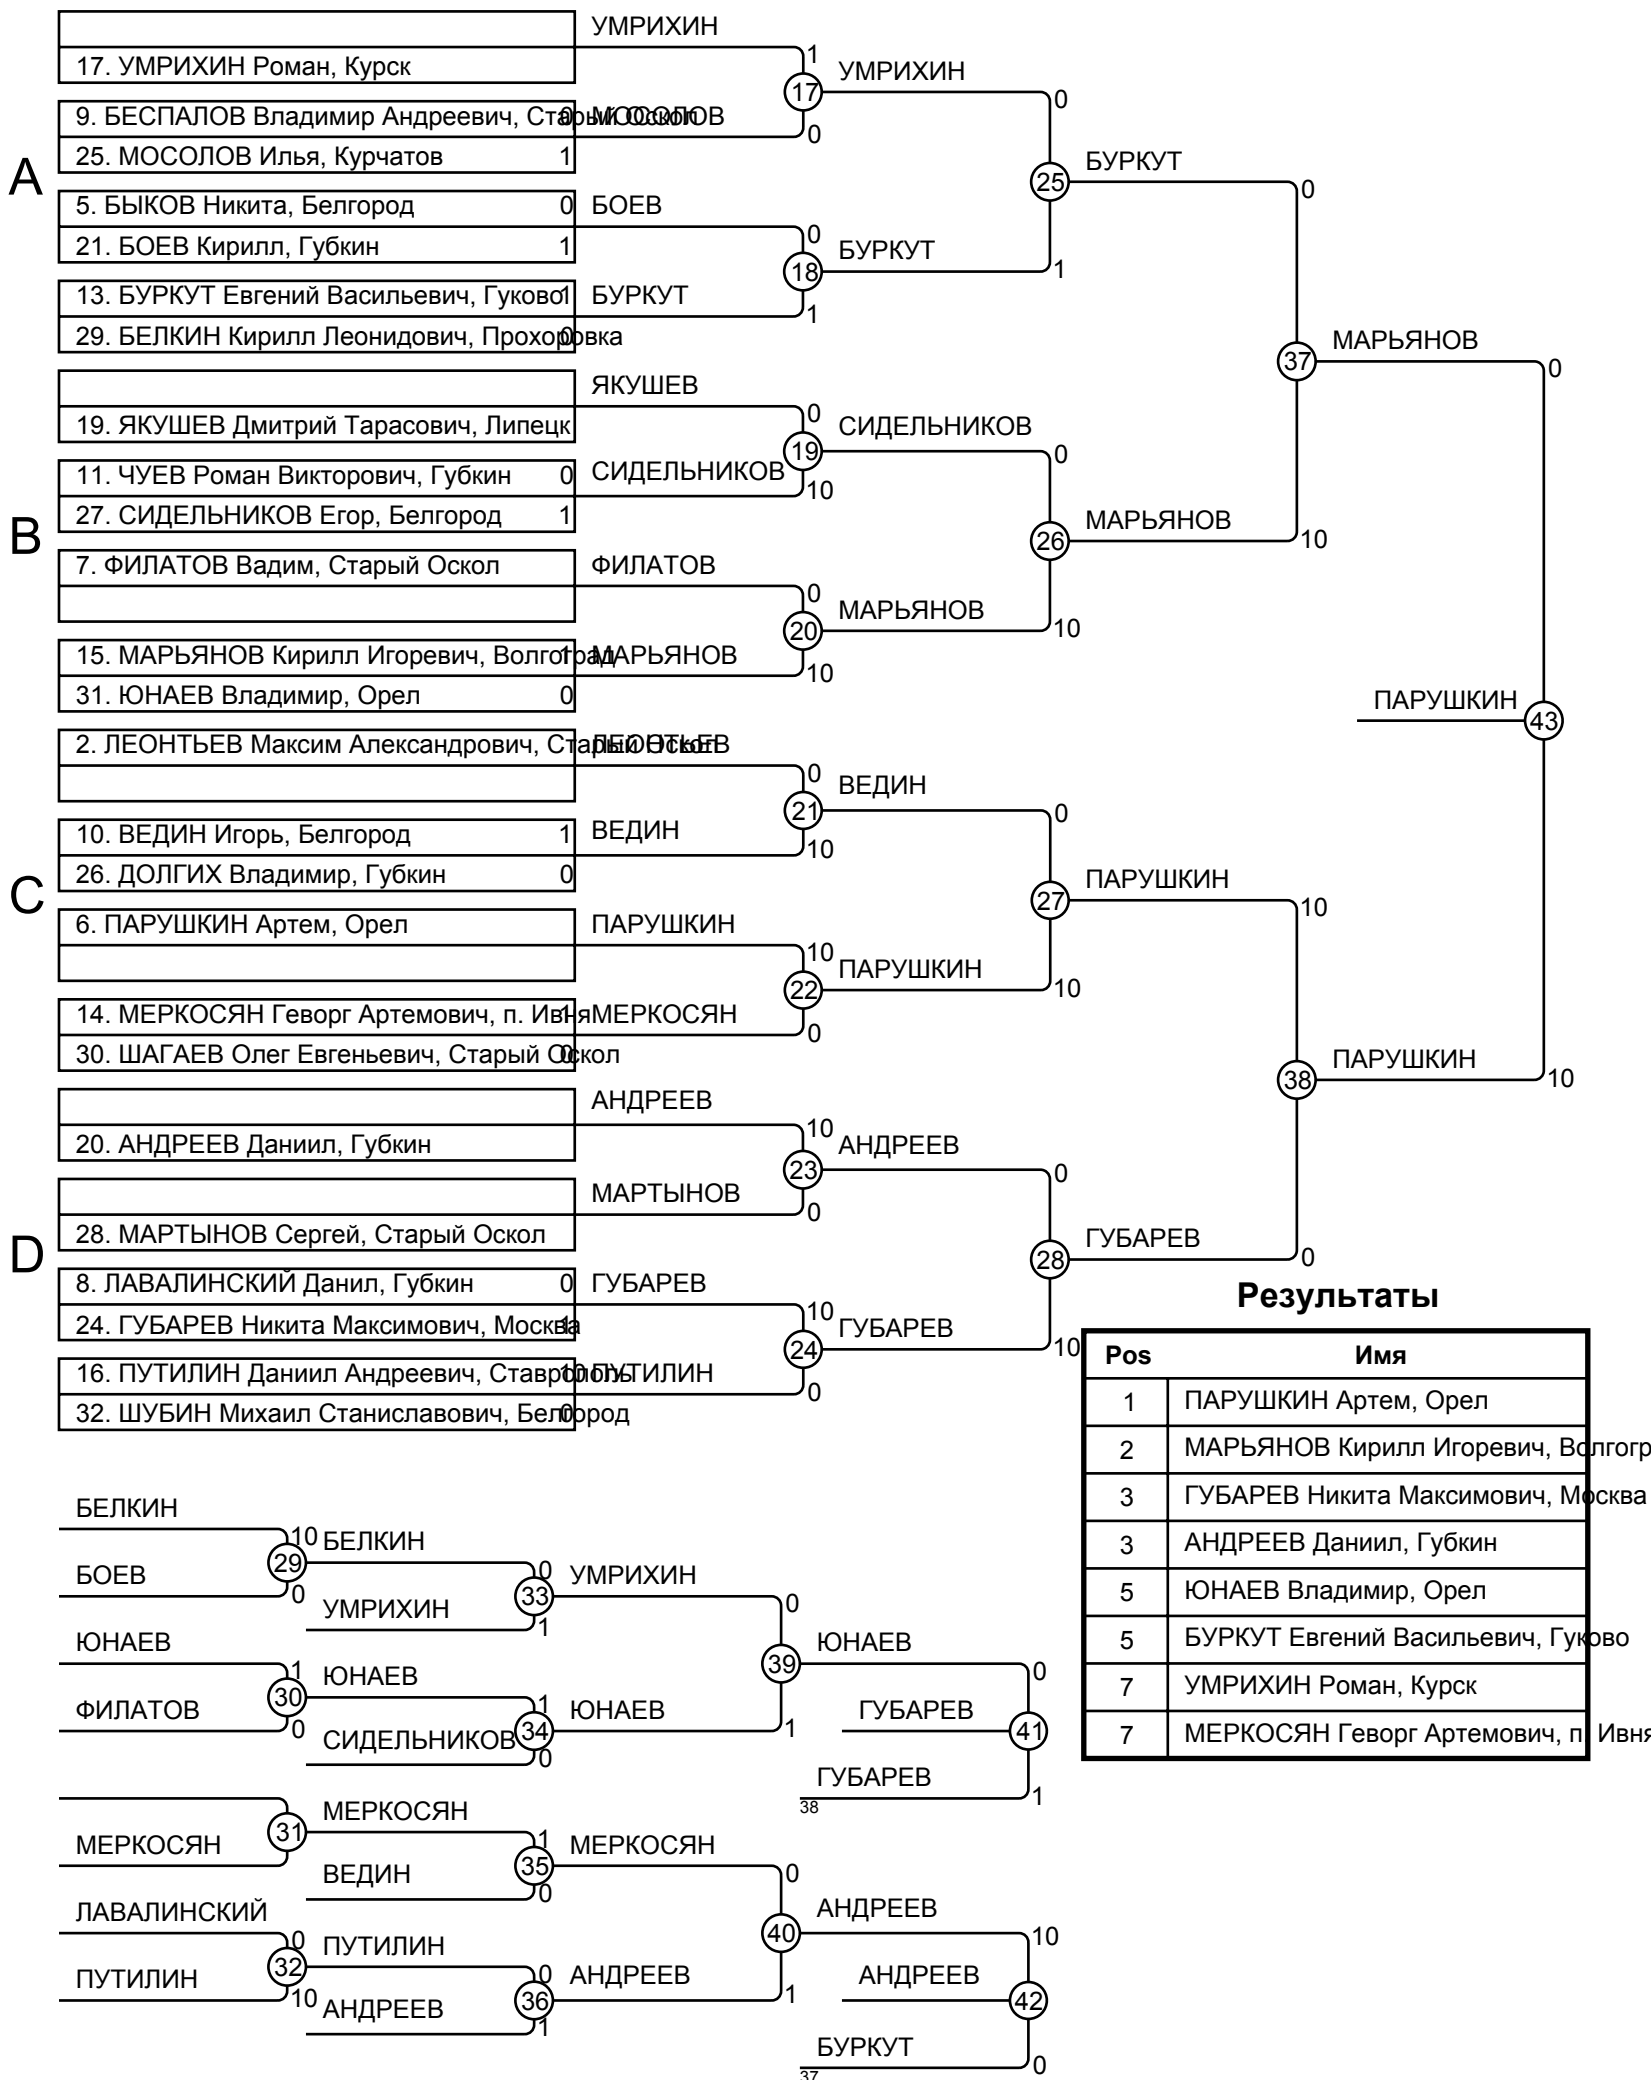 УМРИХИН
17. УМРИХИН Роман, Курск
1
17
УМРИХИН
0
9. БЕСПАЛОВ Владимир Андреевич, Старый Оскол 0 МОСОЛОВ
25. МОСОЛОВ Илья, Курчатов 1
0
A
5. БЫКОВ Никита, Белгород 0 БОЕВ
21. БОЕВ Кирилл, Губкин 1
0
18
БУРКУТ
1
25
БУРКУТ
0
13. БУРКУТ Евгений Васильевич, Гуково 1 БУРКУТ
29. БЕЛКИН Кирилл Леонидович, Прохоровка 0
1
37
МАРЬЯНОВ
0
ЯКУШЕВ
19. ЯКУШЕВ Дмитрий Тарасович, Липецк
0
19
СИДЕЛЬНИКОВ
0
11. ЧУЕВ Роман Викторович, Губкин 0 СИДЕЛЬНИКОВ
27. СИДЕЛЬНИКОВ Егор, Белгород 1
10
B
26
МАРЬЯНОВ
10
7. ФИЛАТОВ Вадим, Старый Оскол ФИЛАТОВ
0
20
МАРЬЯНОВ
10
15. МАРЬЯНОВ Кирилл Игоревич, Волгоград 1 МАРЬЯНОВ
31. ЮНАЕВ Владимир, Орел 0
10
ПАРУШКИН
43
2. ЛЕОНТЬЕВ Максим Александрович, Старый Оскол ЛЕОНТЬЕВ
0
21
ВЕДИН
0
10. ВЕДИН Игорь, Белгород 1 ВЕДИН
26. ДОЛГИХ Владимир, Губкин 0
10
C
27
ПАРУШКИН
10
6. ПАРУШКИН Артем, Орел ПАРУШКИН
10
22
ПАРУШКИН
10
14. МЕРКОСЯН Геворг Артемович, п. Ивня 1 МЕРКОСЯН
30. ШАГАЕВ Олег Евгеньевич, Старый Оскол 0
0
38
ПАРУШКИН
10
АНДРЕЕВ
20. АНДРЕЕВ Даниил, Губкин
10
23
АНДРЕЕВ
0
МАРТЫНОВ
28. МАРТЫНОВ Сергей, Старый Оскол
0
D
28
ГУБАРЕВ
0
8. ЛАВАЛИНСКИЙ Данил, Губкин 0 ГУБАРЕВ
24. ГУБАРЕВ Никита Максимович, Москва 1
10
24
ГУБАРЕВ
10
16. ПУТИЛИН Даниил Андреевич, Ставрополь 10 ПУТИЛИН
32. ШУБИН Михаил Станиславович, Белгород 0
0
Результаты
Pos Имя
1 ПАРУШКИН Артем, Орел
2 МАРЬЯНОВ Кирилл Игоревич, Волгогр
3 ГУБАРЕВ Никита Максимович, Москва
3 АНДРЕЕВ Даниил, Губкин
5 ЮНАЕВ Владимир, Орел
5 БУРКУТ Евгений Васильевич, Гуково
7 УМРИХИН Роман, Курск
7 МЕРКОСЯН Геворг Артемович, п. Ивня
БЕЛКИН
10
29
БЕЛКИН
0
БОЕВ
0
УМРИХИН
1
33
УМРИХИН
0
ЮНАЕВ
1
30
ЮНАЕВ
1
ФИЛАТОВ
0
СИДЕЛЬНИКОВ
0
34
ЮНАЕВ
1
39
ЮНАЕВ
0
ГУБАРЕВ
41
ГУБАРЕВ
38
1
31
МЕРКОСЯН
1
МЕРКОСЯН
ВЕДИН
0
35
МЕРКОСЯН
0
ЛАВАЛИНСКИЙ
0
32
ПУТИЛИН
0
ПУТИЛИН
10
АНДРЕЕВ
1
36
АНДРЕЕВ
1
40
АНДРЕЕВ
10
АНДРЕЕВ
42
БУРКУТ
37
0